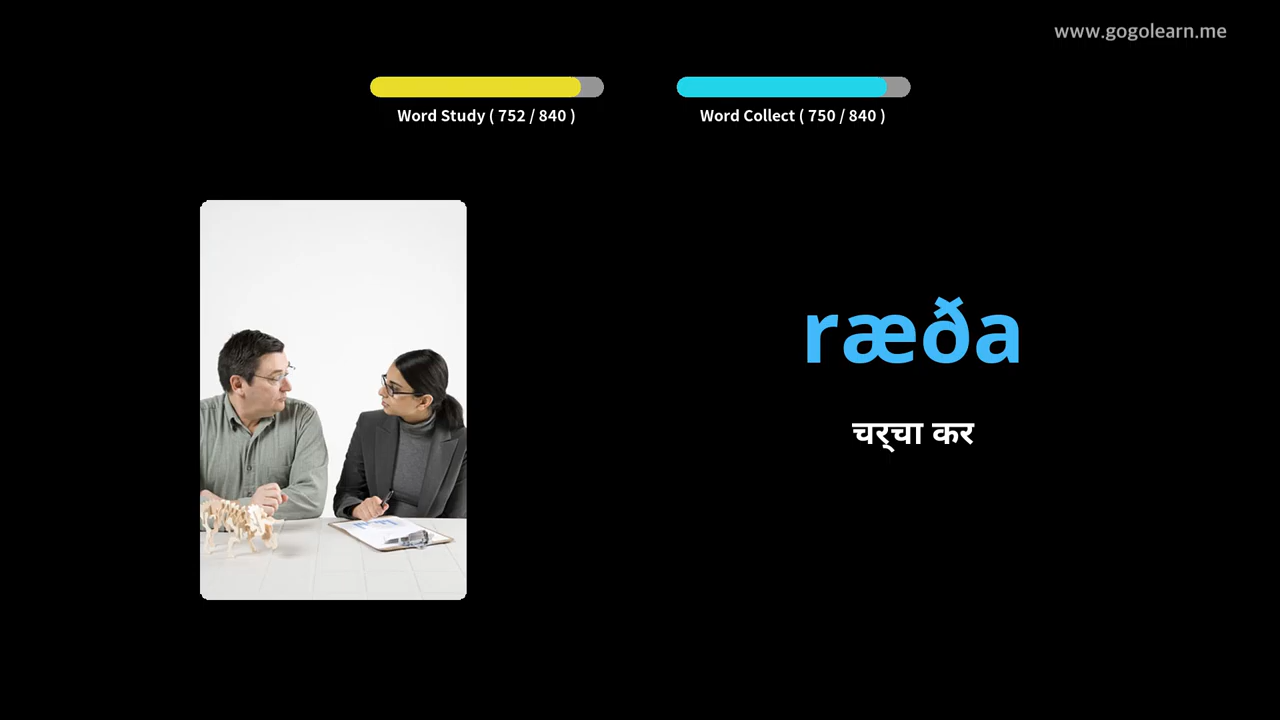 www.gogolearn.me
Word Study ( 752 / 840 )
Word Collect ( 750 / 840 )
ræða
चर्‌चा कर